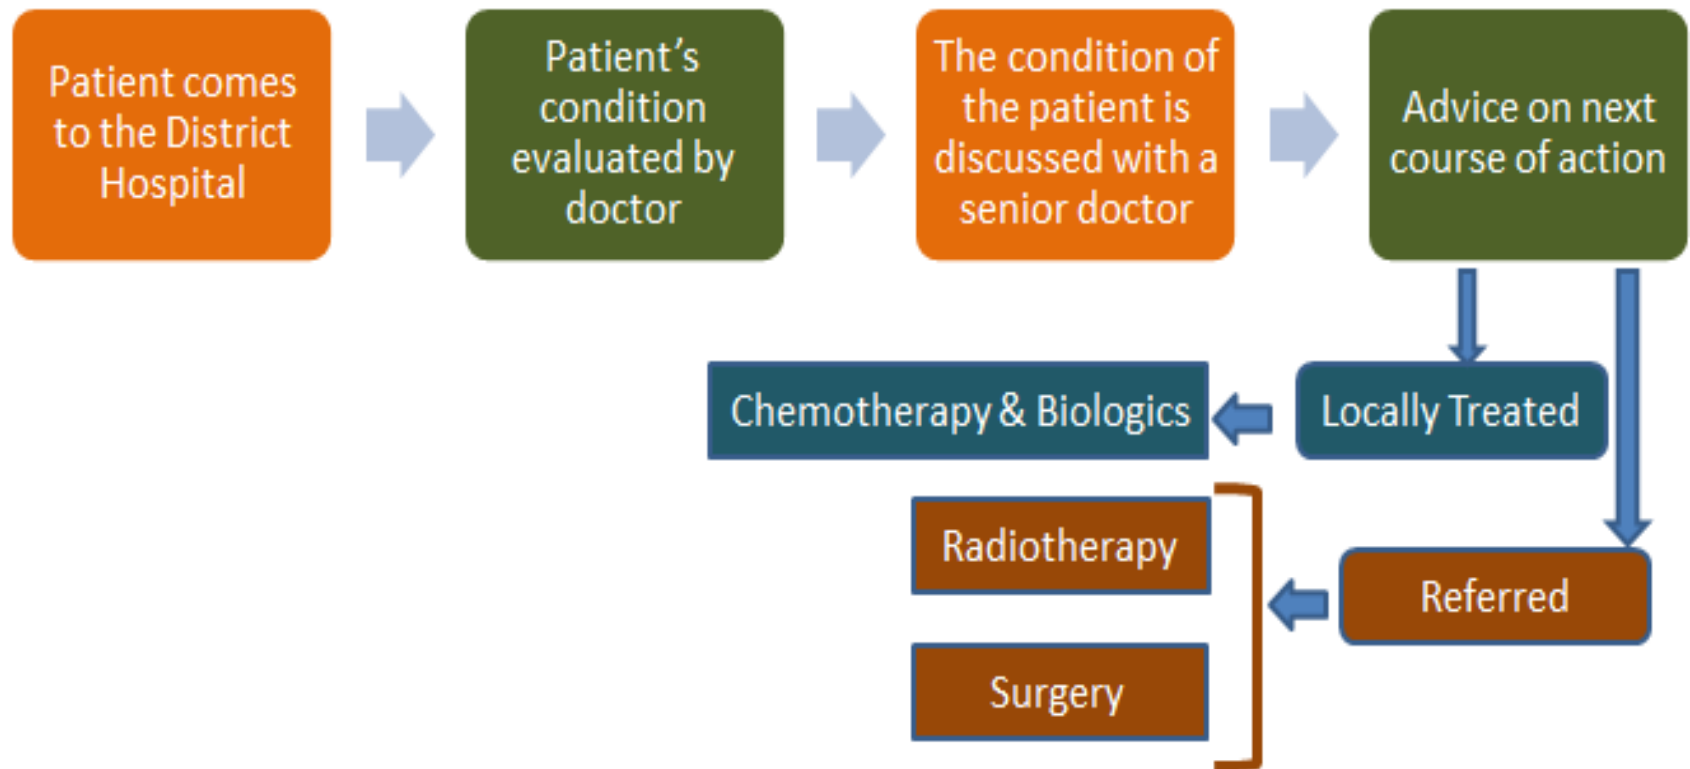 Patient comes
to the District
Hospital
Patient’s
condition
evaluated by
doctor
The condition of
the patient is
discussed with a
senior doctor
Advice on next
course of action
Chemotherapy & Biologics
Locally Treated
Radiotherapy
Referred
Surgery